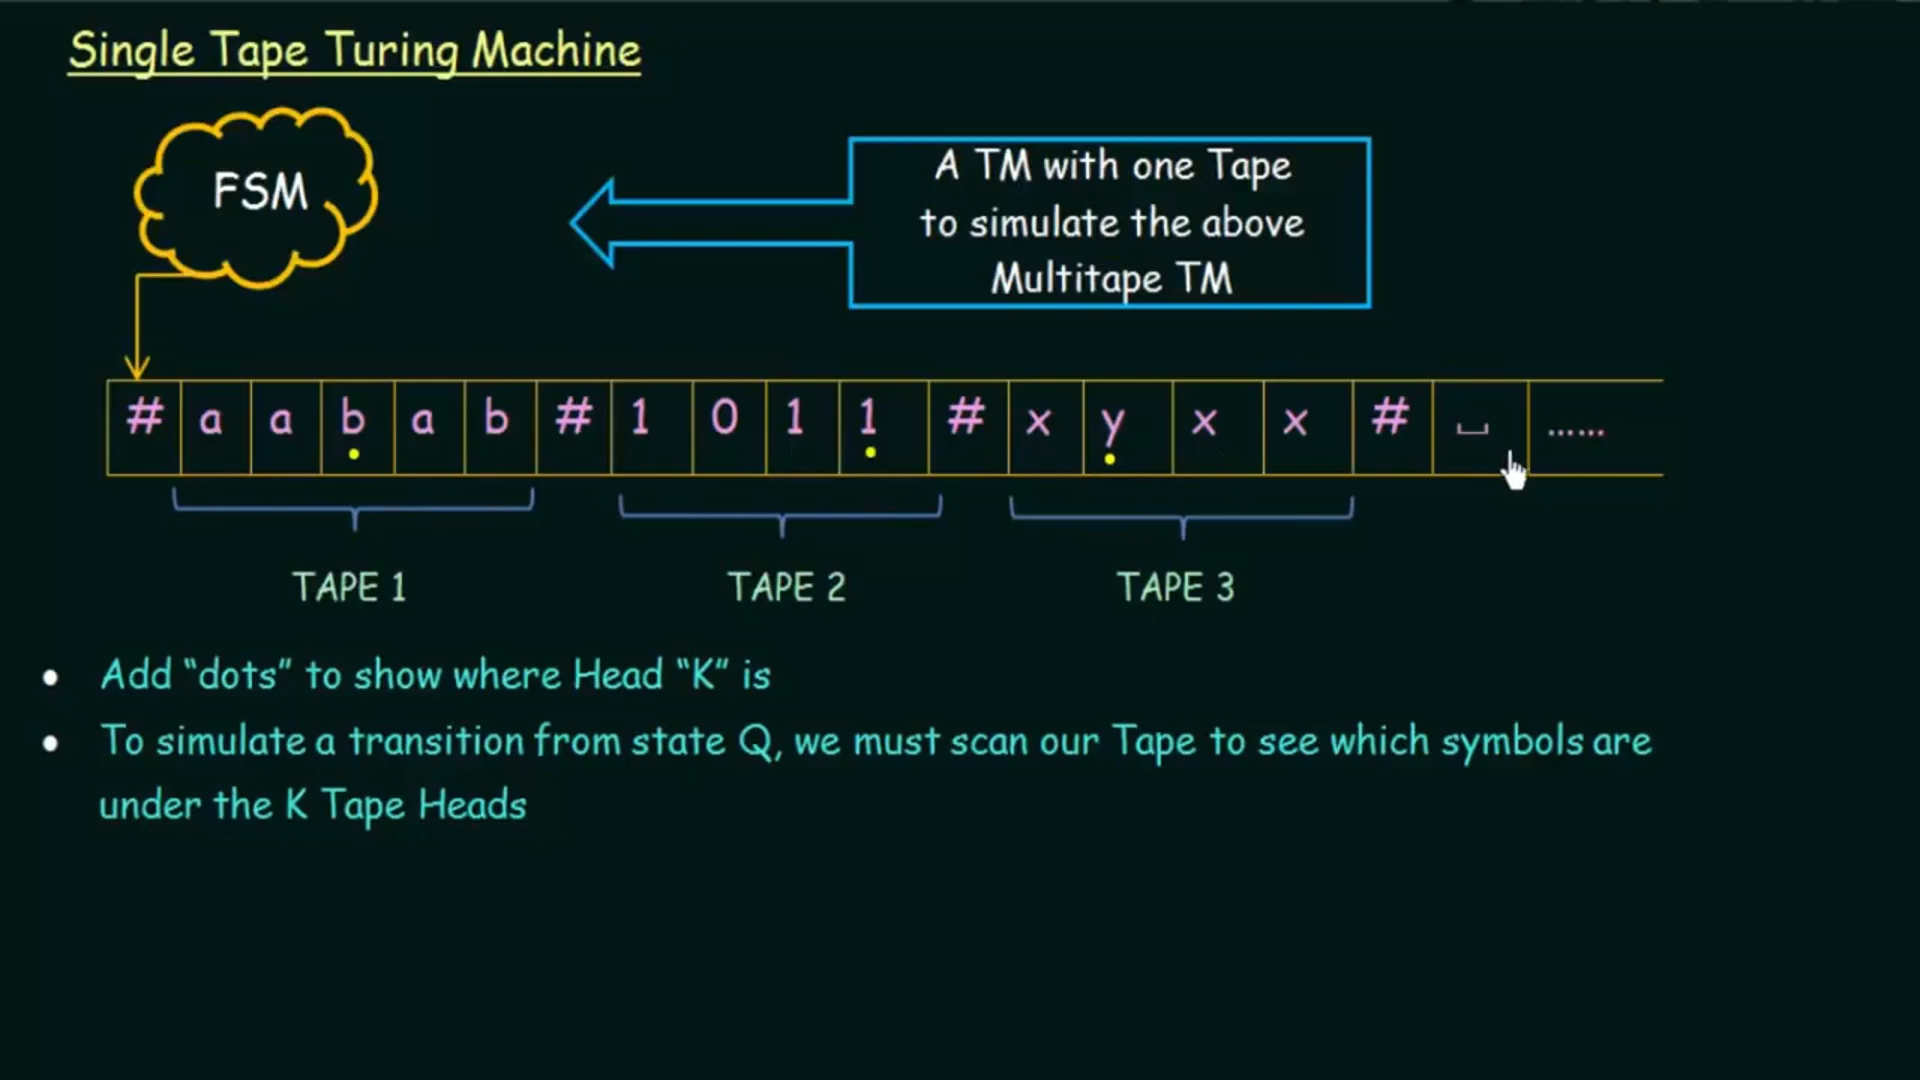 Single Tape Turing Machine
FSM
A TM with one Tape
to simulate the above
Multitape TM
# a a b a b # 1 0 1 1 # x y x x # ⎵ ......
TAPE 1 TAPE 2 TAPE 3
• Add “dots” to show where Head “K” is
• To simulate a transition from state Q, we must scan our Tape to see which symbols are
under the K Tape Heads